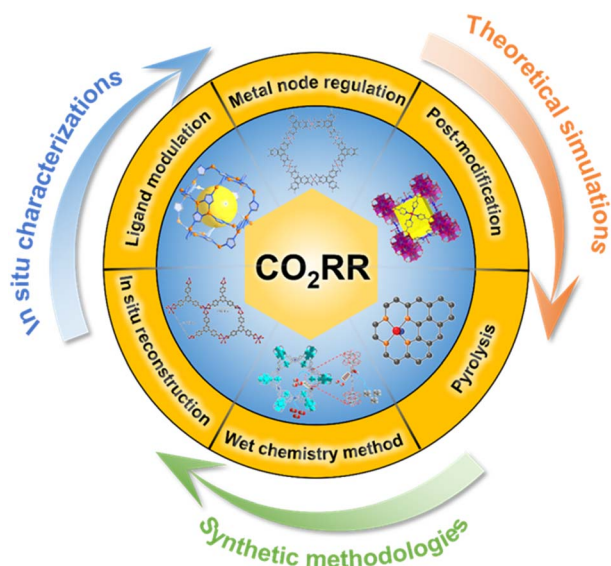 In situ characterizations
Theoretical simulations
Synthetic methodologies
Metal node regulation
Post-modification
Pyrolysis
Wet chemistry method
In situ reconstruction
Ligand modulation
CO₂RR